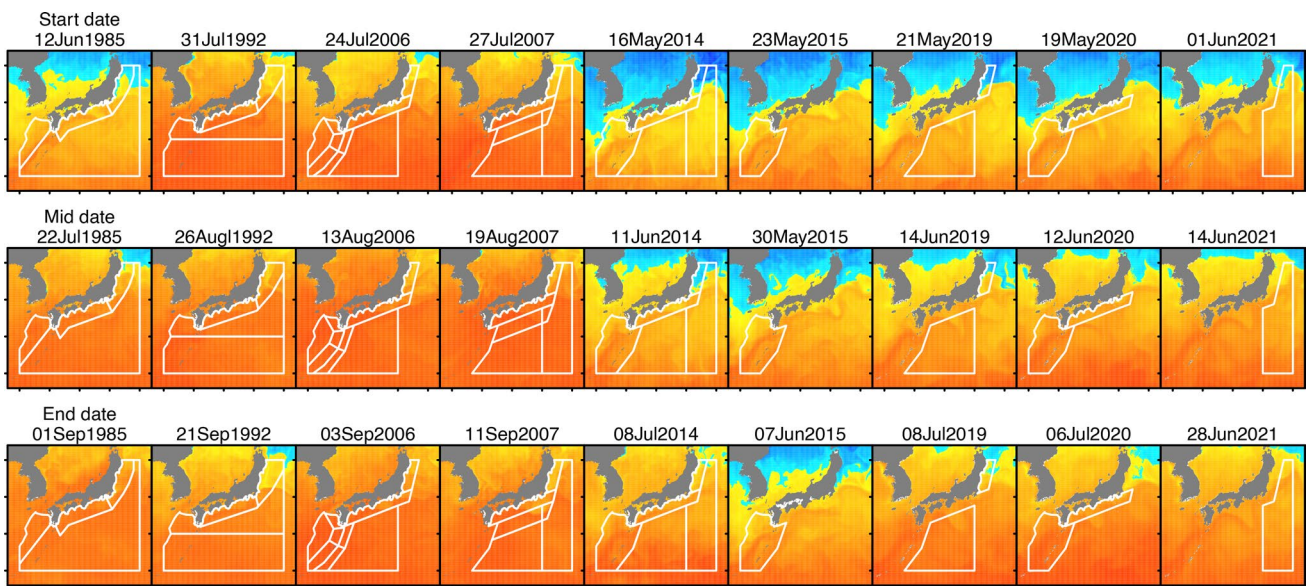 Start date
12Jun1985 31Jul1992 24Jul2006 27Jul2007 16May2014 23May2015 21May2019 19May2020 01Jun2021
Mid date
22Jul1985 26Augl1992 13Aug2006 19Aug2007 11Jun2014 30May2015 14Jun2019 12Jun2020 14Jun2021
End date
01Sep1985 21Sep1992 03Sep2006 11Sep2007 08Jul2014 07Jun2015 08Jul2019 06Jul2020 28Jun2021